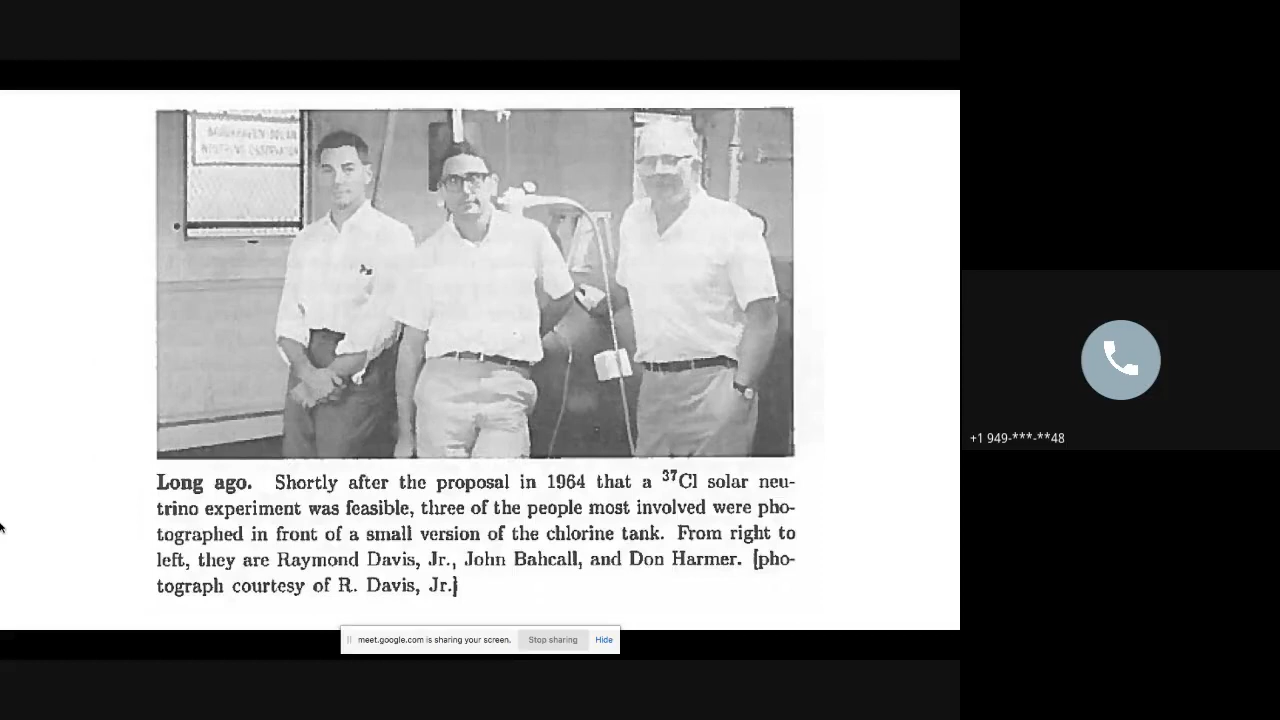 Long ago. Shortly after the proposal in 1964 that a ³⁷Cl solar neu-
trino experiment was feasible, three of the people most involved were pho-
tographed in front of a small version of the chlorine tank. From right to
left, they are Raymond Davis, Jr., John Bahcall, and Don Harmer. [pho-
tograph courtesy of R. Davis, Jr.]
meet.google.com is sharing your screen. Stop sharing Hide
+1 949-***-**48